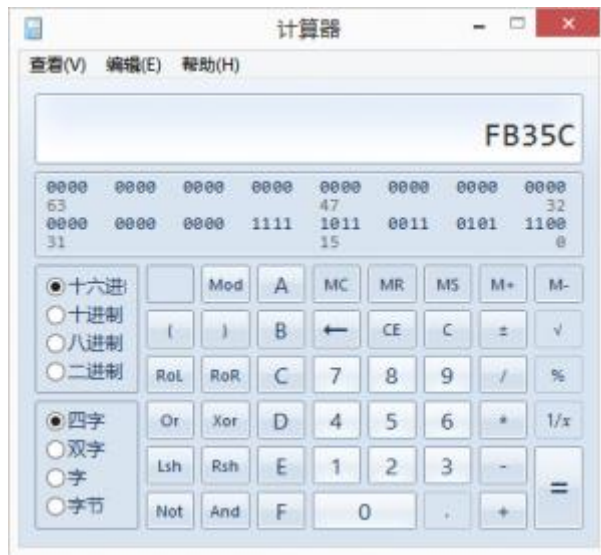 计算器
查看(V) 编辑(E) 帮助(H)
FB35C
0000 0000 0000 0000 0000 0000 0000 0000
63 47 32
0000 0000 0000 1111 1011 0011 0101 1100
31 15 0
十六进 Mod A MC MR MS M+ M-
十进制
八进制
( ) B ← CE C ± √
二进制
RoL RoR C 7 8 9 / %
四字 Or Xor D 4 5 6 * 1/x
双字
字
Lsh Rsh E 1 2 3 - =
字节
Not And F 0 . +